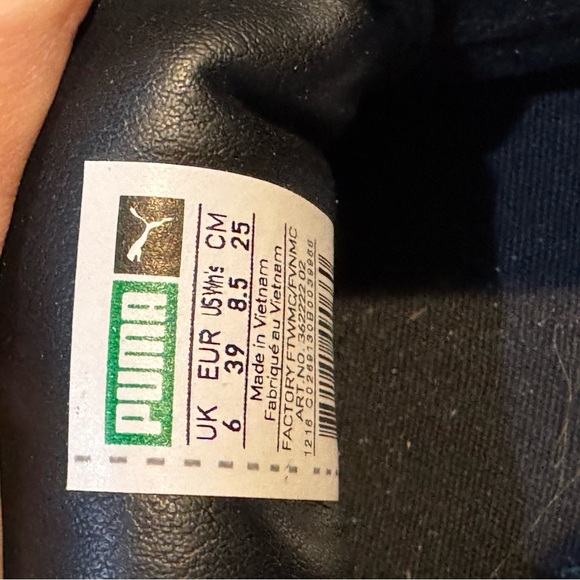 PUMA
UK EUR US Wn's CM
6 39 8.5 25
Made in Vietnam
Fabriqué au Vietnam
FACTORY FTWMC/FVNMC
ART.NO. 362222 02